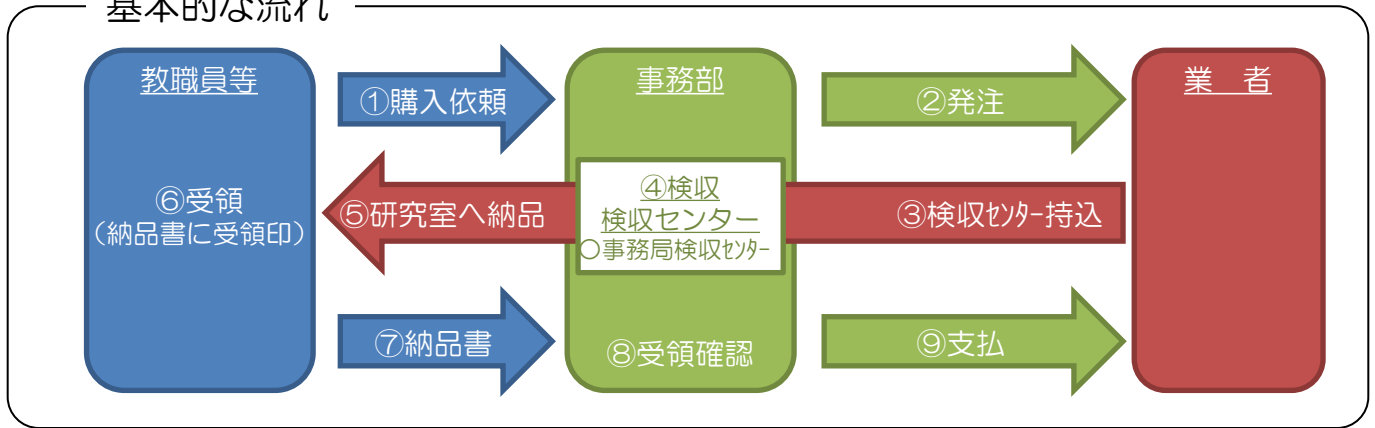 基本的な流れ
教職員等
①購入依頼
事務部
②発注
業　者
⑥受領
(納品書に受領印)
⑤研究室へ納品
④検収
検収センター
〇事務局検収ｾﾝﾀｰ
③検収ｾﾝﾀｰ持込
⑦納品書
⑧受領確認
⑨支払